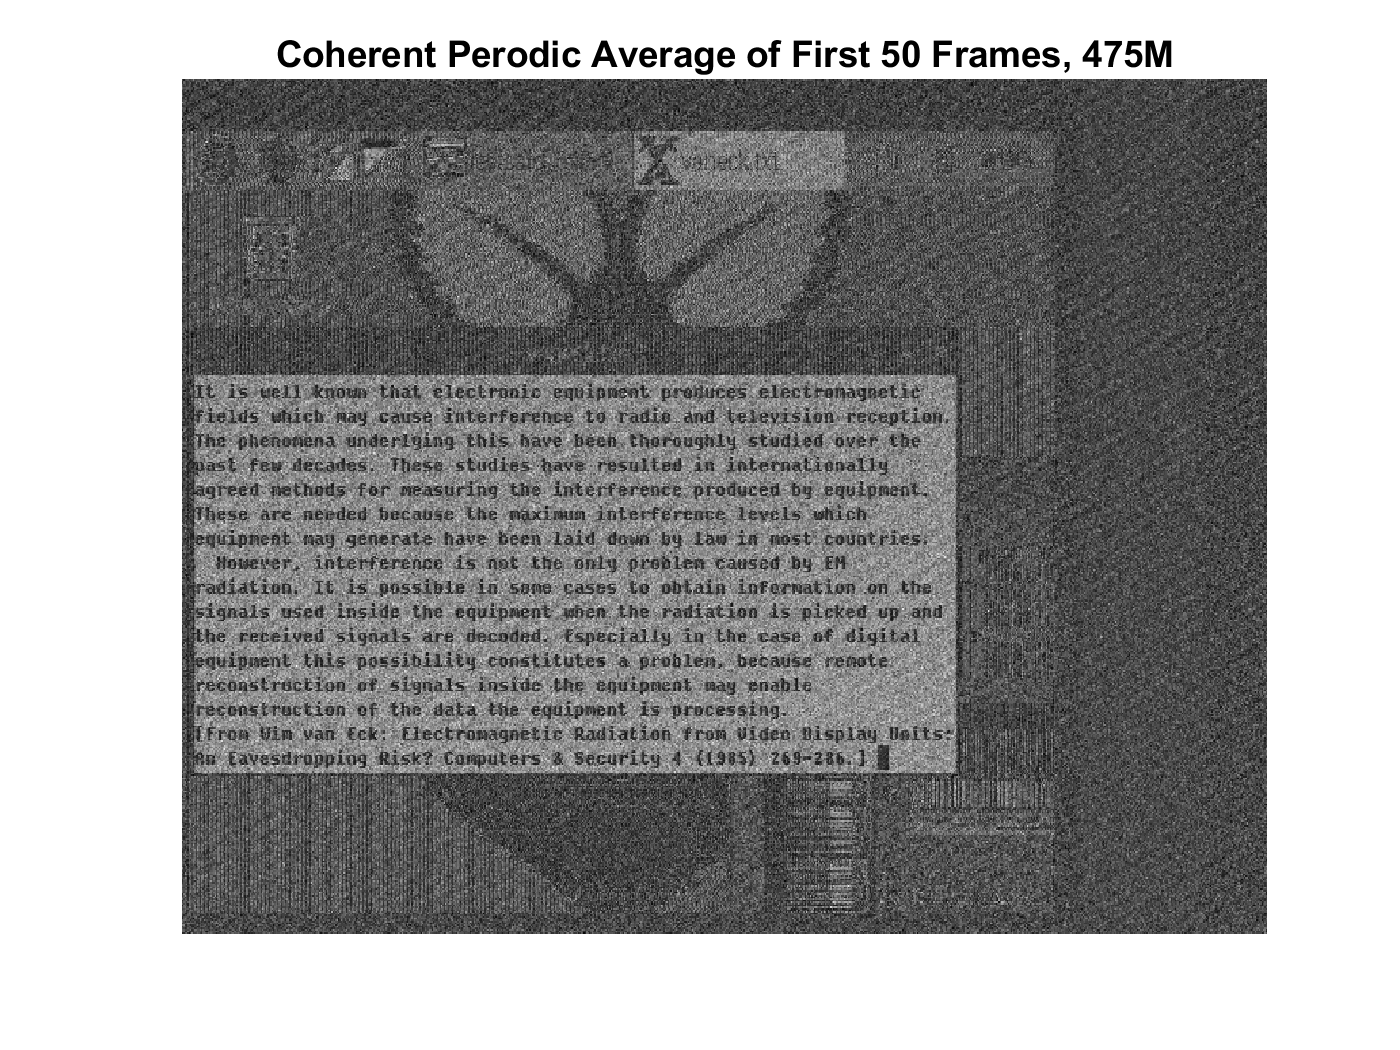 Coherent Perodic Average of First 50 Frames, 475M
vaneck.txt
It is well known that electronic equipment produces electromagnetic
fields which may cause interference to radio and television reception.
The phenomena underlying this have been thoroughly studied over the
past few decades. These studies have resulted in internationally
agreed methods for measuring the interference produced by equipment.
These are needed because the maximum interference levels which
equipment may generate have been laid down by law in most countries.
However, interference is not the only problem caused by EM
radiation. It is possible in some cases to obtain information on the
signals used inside the equipment when the radiation is picked up and
the received signals are decoded. Especially in the case of digital
equipment this possibility constitutes a problem, because remote
reconstruction of signals inside the equipment may enable
reconstruction of the data the equipment is processing.
[From Wim van Eck: Electromagnetic Radiation from Video Display Units:
An Eavesdropping Risk? Computers & Security 4 (1985) 269-286.]